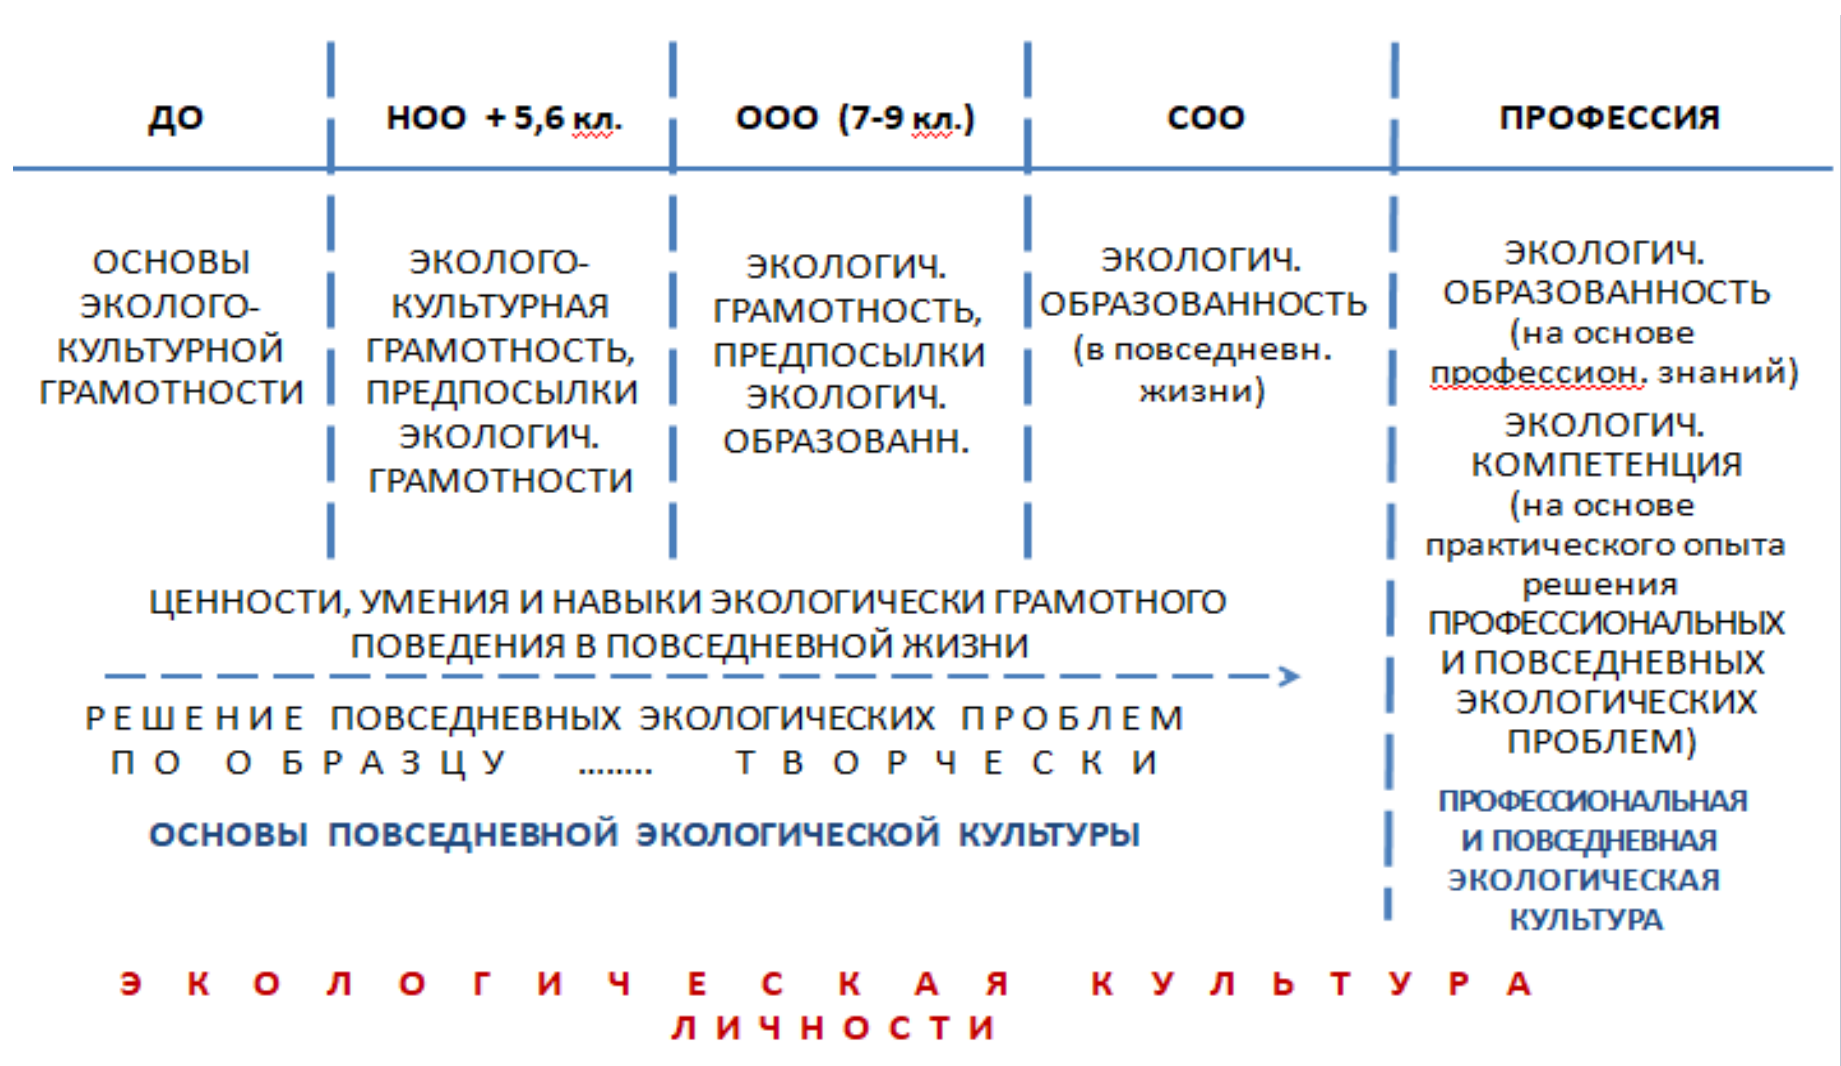 ДО
НОО + 5,6 кл.
ООО (7-9 кл.)
СОО
ПРОФЕССИЯ
ОСНОВЫ
ЭКОЛОГО-
КУЛЬТУРНОЙ
ГРАМОТНОСТИ
ЭКОЛОГО-
КУЛЬТУРНАЯ
ГРАМОТНОСТЬ,
ПРЕДПОСЫЛКИ
ЭКОЛОГИЧ.
ГРАМОТНОСТИ
ЭКОЛОГИЧ.
ГРАМОТНОСТЬ,
ПРЕДПОСЫЛКИ
ЭКОЛОГИЧ.
ОБРАЗОВАНН.
ЭКОЛОГИЧ.
ОБРАЗОВАННОСТЬ
(в повседневн.
жизни)
ЭКОЛОГИЧ.
ОБРАЗОВАННОСТЬ
(на основе
профессион. знаний)
ЭКОЛОГИЧ.
КОМПЕТЕНЦИЯ
(на основе
практического опыта
решения
ПРОФЕССИОНАЛЬНЫХ
И ПОВСЕДНЕВНЫХ
ЭКОЛОГИЧЕСКИХ
ПРОБЛЕМ)
ПРОФЕССИОНАЛЬНАЯ
И ПОВСЕДНЕВНАЯ
ЭКОЛОГИЧЕСКАЯ
КУЛЬТУРА
ЦЕННОСТИ, УМЕНИЯ И НАВЫКИ ЭКОЛОГИЧЕСКИ ГРАМОТНОГО
ПОВЕДЕНИЯ В ПОВСЕДНЕВНОЙ ЖИЗНИ
РЕШЕНИЕ ПОВСЕДНЕВНЫХ ЭКОЛОГИЧЕСКИХ ПРОБЛЕМ
ПО ОБРАЗЦУ ........ ТВОРЧЕСКИ
ОСНОВЫ ПОВСЕДНЕВНОЙ ЭКОЛОГИЧЕСКОЙ КУЛЬТУРЫ
ЭКОЛОГИЧЕСКАЯ КУЛЬТУРА
ЛИЧНОСТИ